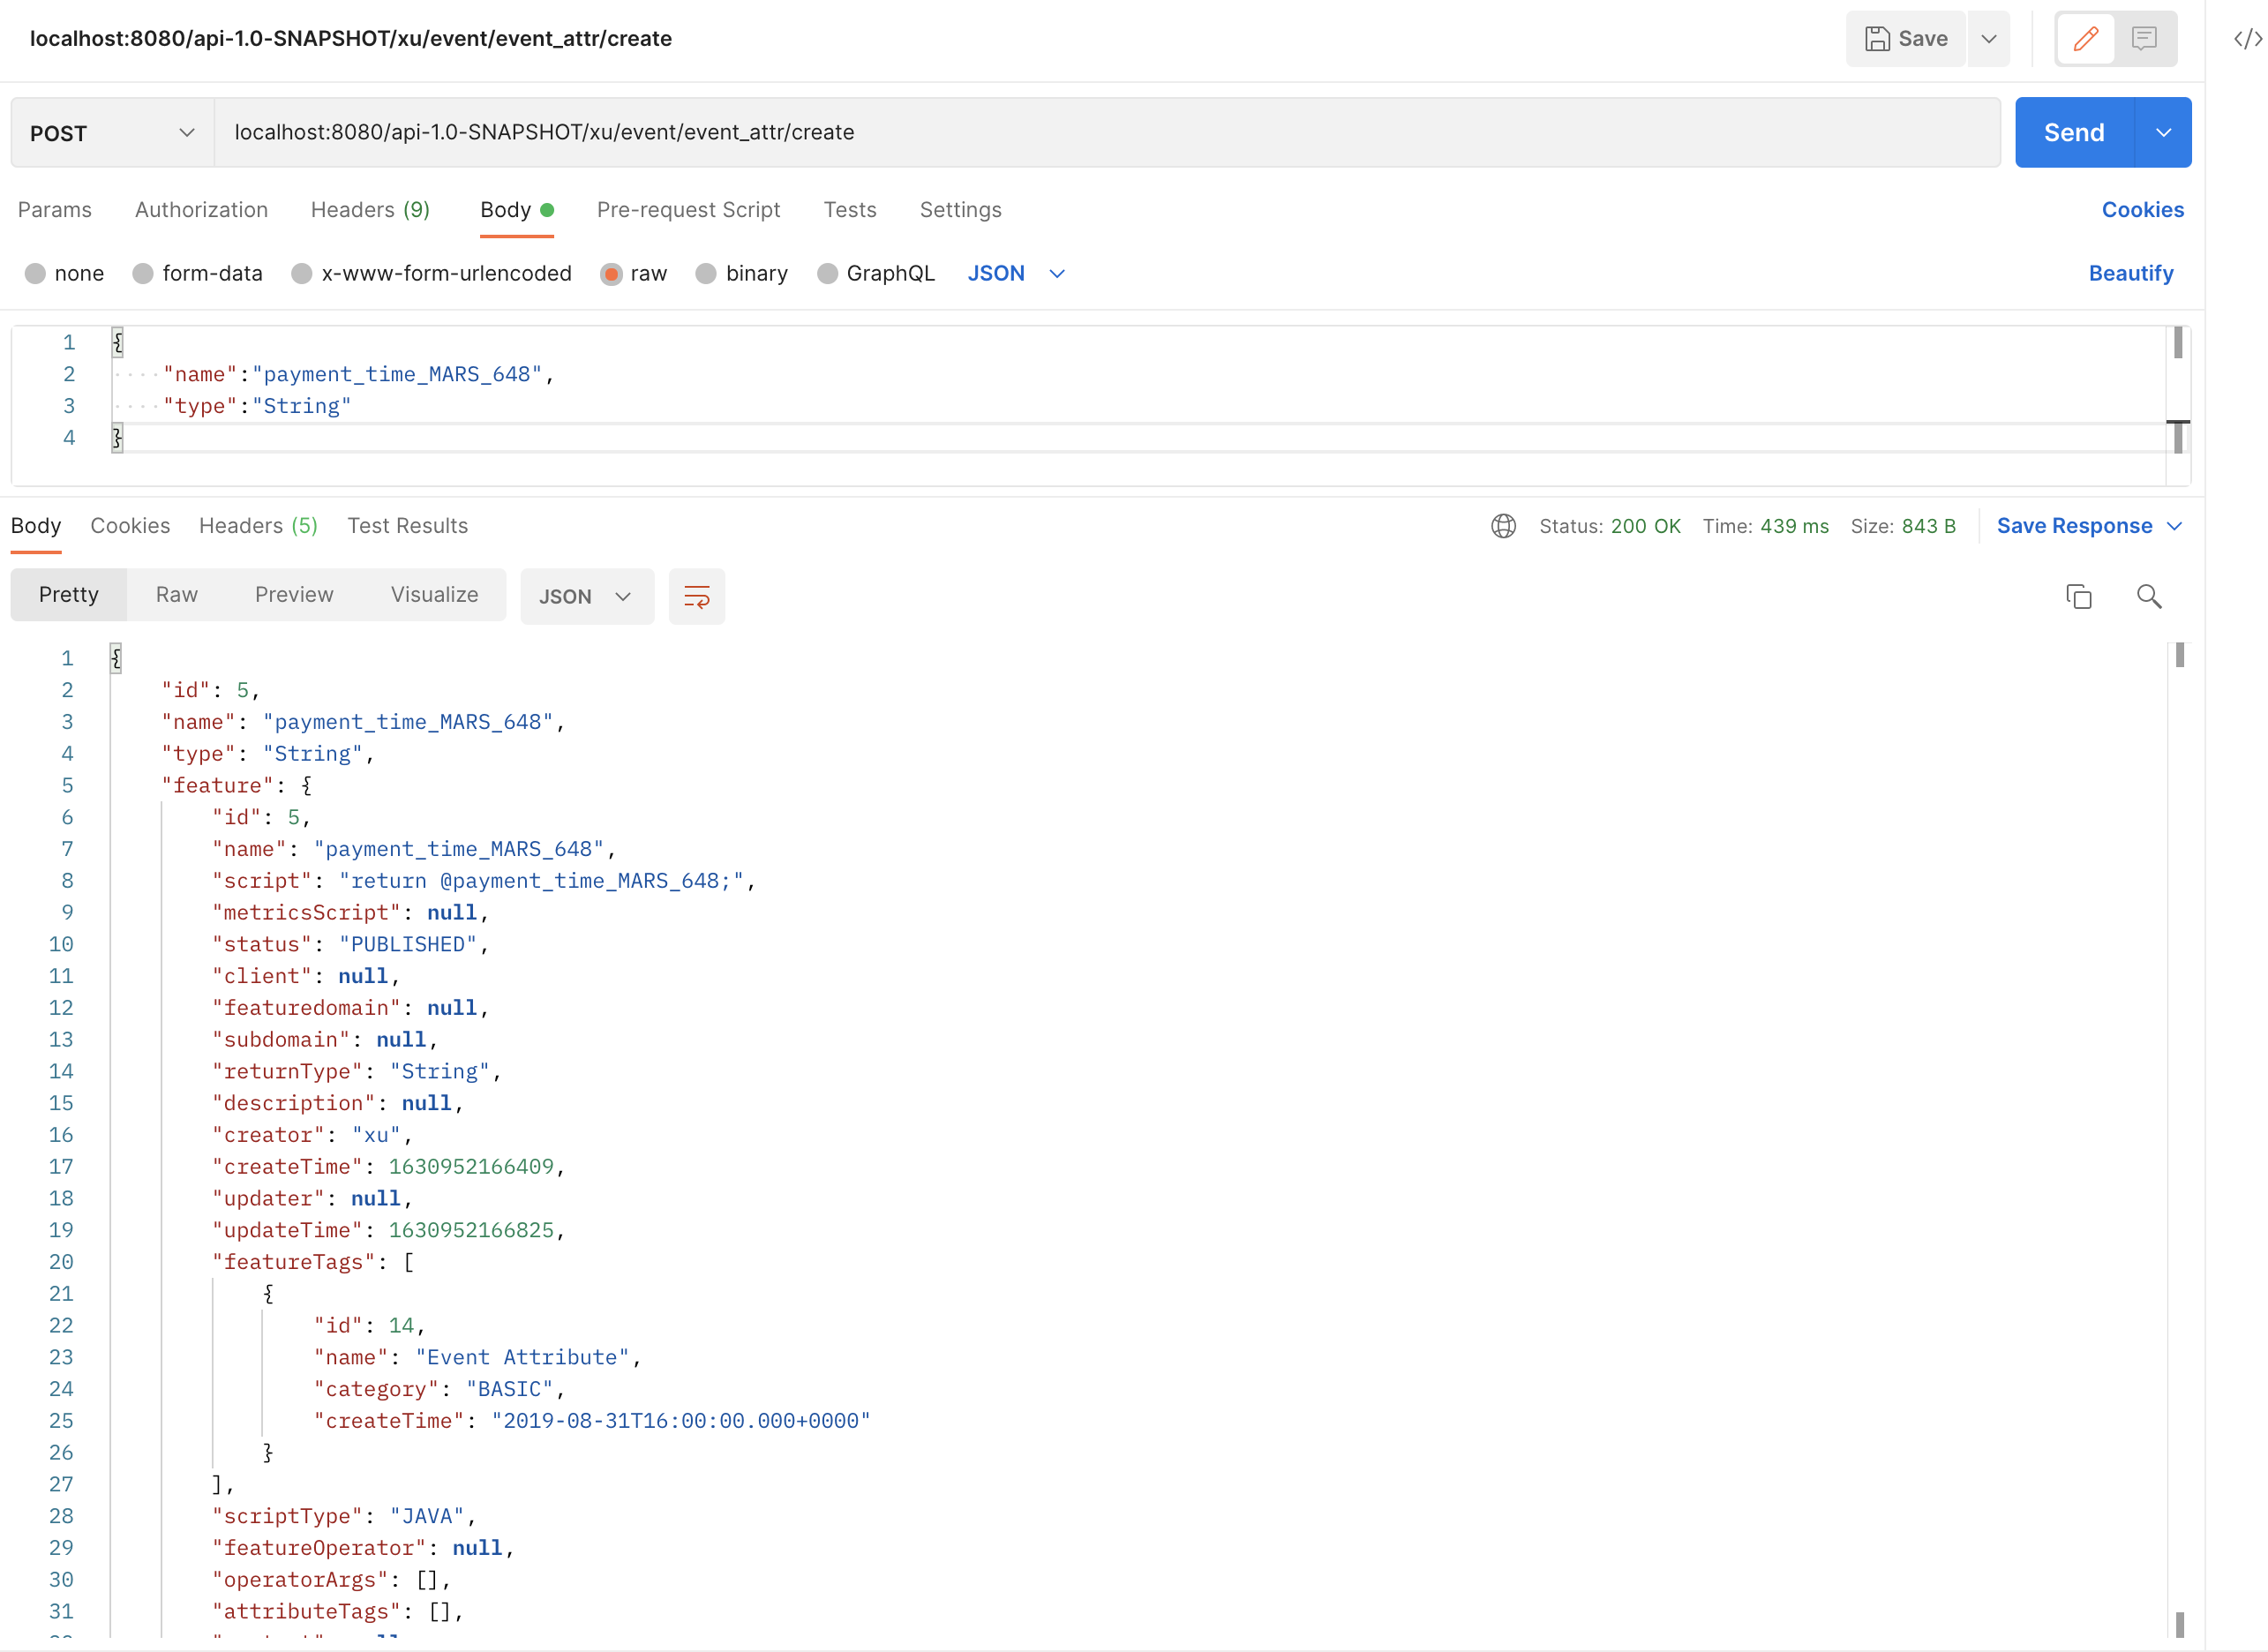 localhost:8080/api-1.0-SNAPSHOT/xu/event/event_attr/create
Save
POST localhost:8080/api-1.0-SNAPSHOT/xu/event/event_attr/create Send
Params Authorization Headers (9) Body Pre-request Script Tests Settings Cookies
none form-data x-www-form-urlencoded raw binary GraphQL JSON Beautify
1 {
2 "name":"payment_time_MARS_648",
3 "type":"String"
4 }
Body Cookies Headers (5) Test Results Status: 200 OK Time: 439 ms Size: 843 B Save Response
Pretty Raw Preview Visualize JSON
1 {
2 "id": 5,
3 "name": "payment_time_MARS_648",
4 "type": "String",
5 "feature": {
6 "id": 5,
7 "name": "payment_time_MARS_648",
8 "script": "return @payment_time_MARS_648;",
9 "metricsScript": null,
10 "status": "PUBLISHED",
11 "client": null,
12 "featuredomain": null,
13 "subdomain": null,
14 "returnType": "String",
15 "description": null,
16 "creator": "xu",
17 "createTime": 1630952166409,
18 "updater": null,
19 "updateTime": 1630952166825,
20 "featureTags": [
21 {
22 "id": 14,
23 "name": "Event Attribute",
24 "category": "BASIC",
25 "createTime": "2019-08-31T16:00:00.000+0000"
26 }
27 ],
28 "scriptType": "JAVA",
29 "featureOperator": null,
30 "operatorArgs": [],
31 "attributeTags": [],